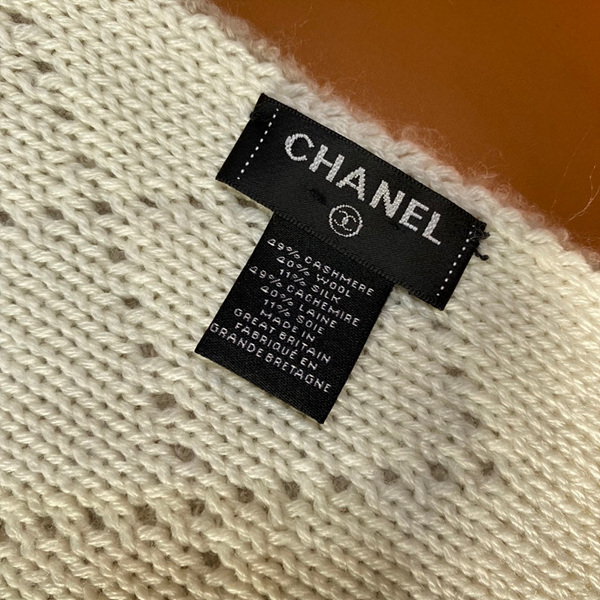 CHANEL
49% CASHMERE
40% WOOL
11% SILK
49% CACHEMIRE
40% LAINE
11% SOIE
MADE IN
GREAT BRITAIN
FABRIQUÉ EN
GRANDE BRETAGNE